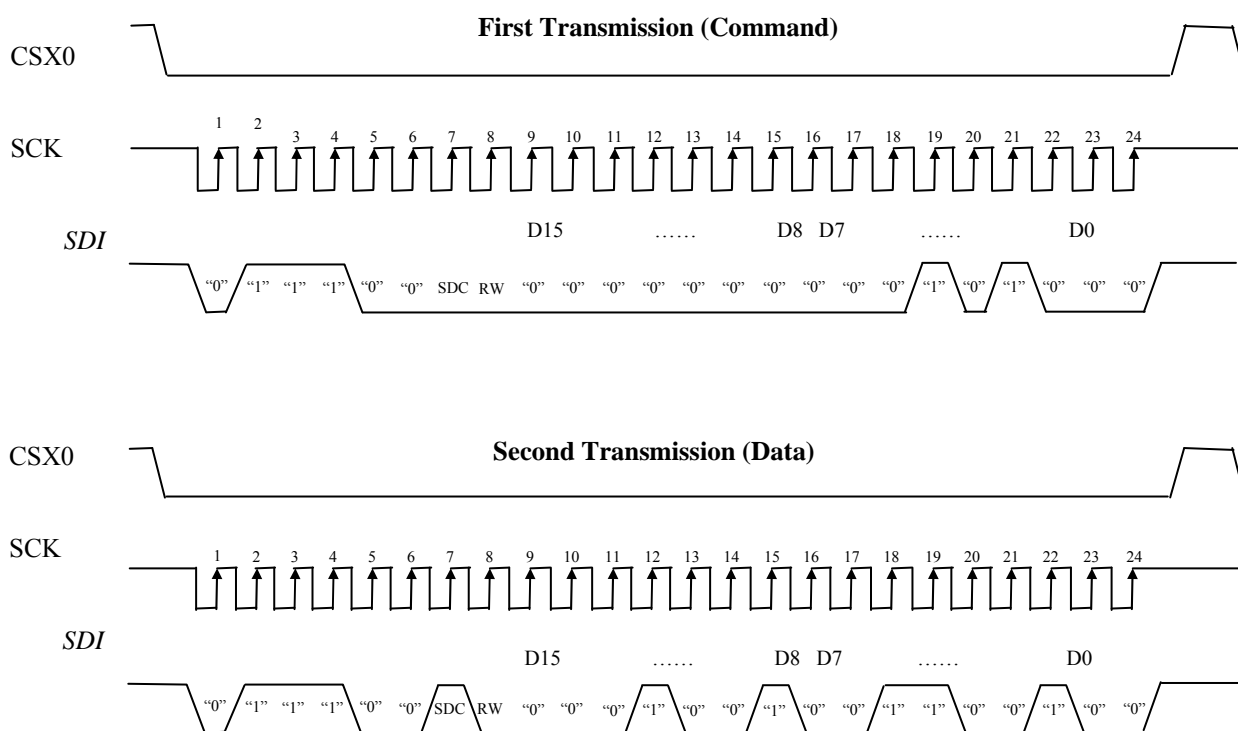 First Transmission (Command)
CSX0
1 2 3 4 5 6 7 8 9 10 11 12 13 14 15 16 17 18 19 20 21 22 23 24
SCK
D15 …… D8 D7 …… D0
SDI
“0” “1” “1” “1” “0” “0” SDC RW “0” “0” “0” “0” “0” “0” “0” “0” “0” “0” “1” “0” “1” “0” “0” “0”
Second Transmission (Data)
CSX0
1 2 3 4 5 6 7 8 9 10 11 12 13 14 15 16 17 18 19 20 21 22 23 24
SCK
SDI
D15 …… D8 D7 …… D0
“0” “1” “1” “1” “0” “0” SDC RW “0” “0” “0” “1” “0” “0” “1” “0” “0” “1” “1” “0” “0” “1” “0” “0”